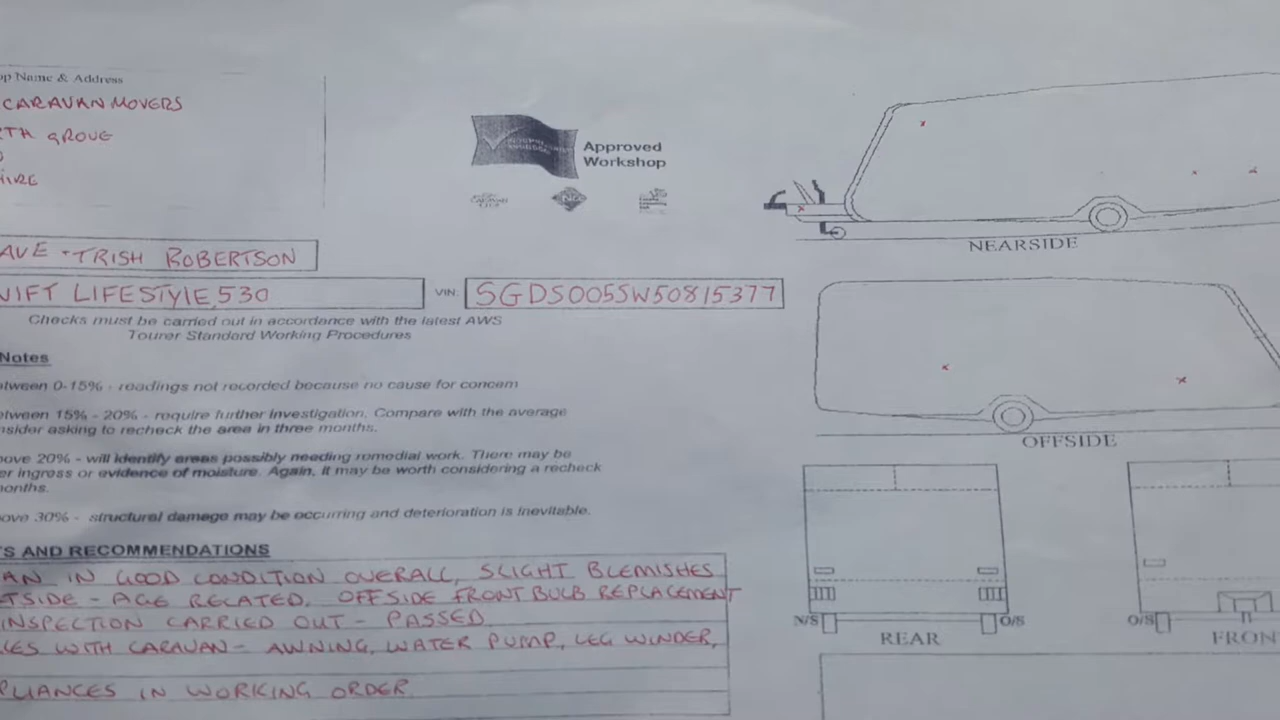 op Name & Address
CARAVAN MOVERS
RTH GROVE
HIRE
Approved
Workshop
NEARSIDE
AVE + TRISH ROBERTSON
WIFT LIFESTYLE 530
VIN:
SGDS005SW50815377
Checks must be carried out in accordance with the latest AWS
Tourer Standard Working Procedures
Notes
etween 0-15% - readings not recorded because no cause for concern
etween 15% - 20% - require further investigation. Compare with the average
nsider asking to recheck the area in three months.
ove 20% - will identify areas possibly needing remedial work. There may be
er ingress or evidence of moisture. Again, it may be worth considering a recheck
onths.
ove 30% - structural damage may be occurring and deterioration is inevitable.
OFFSIDE
TS AND RECOMMENDATIONS
AN IN GOOD CONDITION OVERALL, SLIGHT BLEMISHES
TSIDE - AGE RELATED. OFFSIDE FRONT BULB REPLACEMENT
INSPECTION CARRIED OUT - PASSED
IES WITH CARAVAN - AWNING, WATER PUMP, LEG WINDER,
PLIANCES IN WORKING ORDER
N/S
O/S
REAR
O/S
FRON